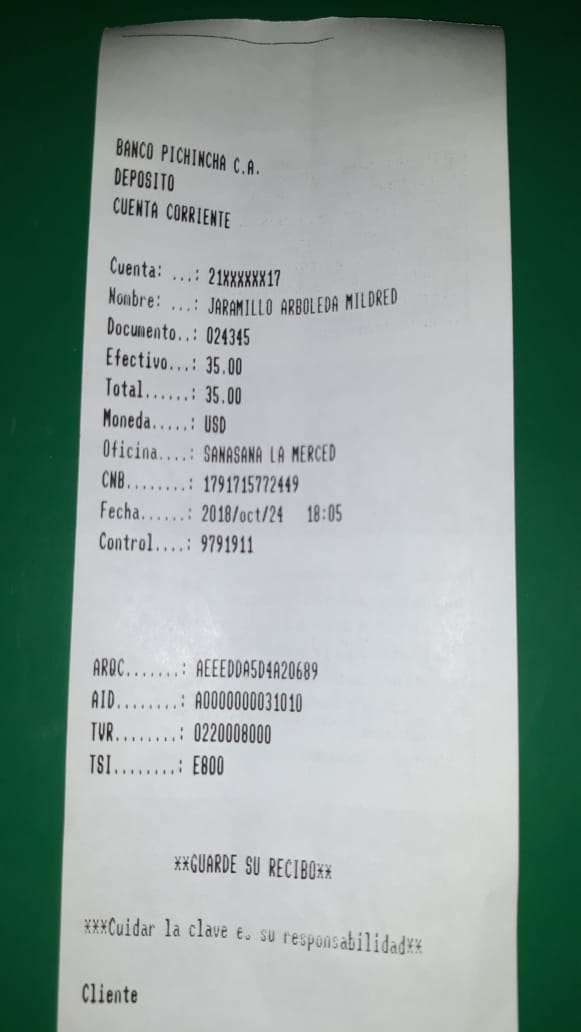 BANCO PICHINCHA C.A.
DEPOSITO
CUENTA CORRIENTE
Cuenta: ...: 21XXXXXX17
Nombre: ...: JARAMILLO ARBOLEDA MILDRED
Documento..: 024345
Efectivo...: 35.00
Total......: 35.00
Moneda.....: USD
Oficina....: SANASANA LA MERCED
CNB........: 1791715772449
Fecha......: 2018/oct/24 18:05
Control....: 9791911
ARQC.......: AEEEDDA5D4A20689
AID........: A0000000031010
TVR........: 0220008000
TSI........: E800
**GUARDE SU RECIBO**
***Cuidar la clave es su responsabilidad**
Cliente